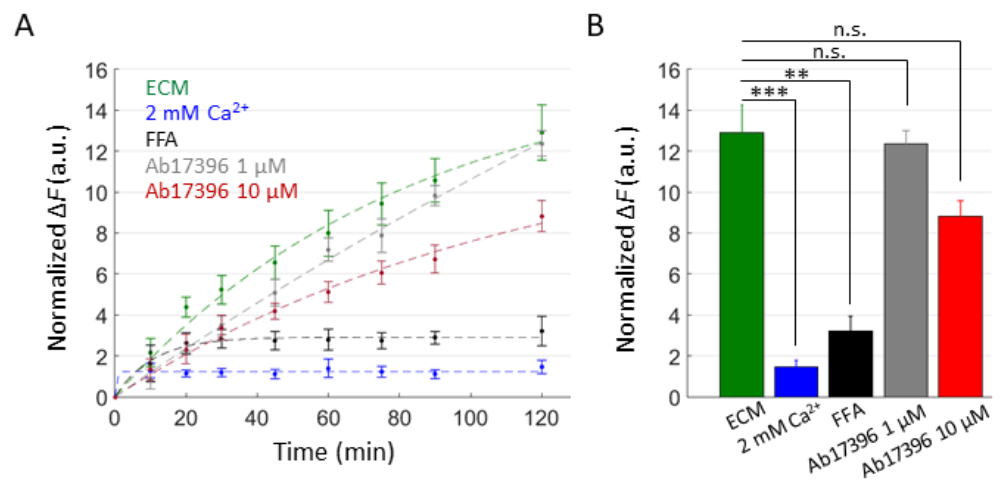 A
Normalized ΔF (a.u.)
16
14
12
10
8
6
4
2
0
ECM
2 mM Ca²⁺
FFA
Ab17396 1 µM
Ab17396 10 µM
0
20
40
60
80
100
120
Time (min)
B
n.s.
n.s.
**
***
Normalized ΔF (a.u.)
16
14
12
10
8
6
4
2
0
ECM
2 mM Ca²⁺
FFA
Ab17396 1 µM
Ab17396 10 µM